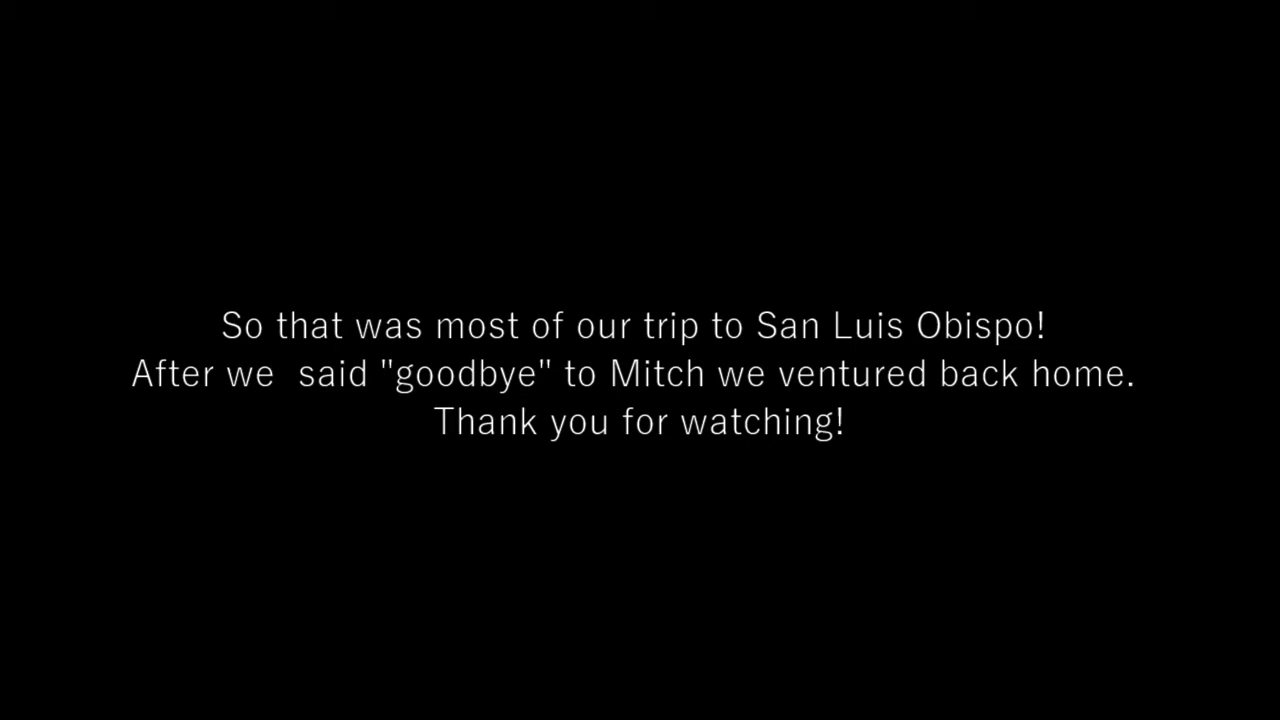 So that was most of our trip to San Luis Obispo!
After we  said "goodbye" to Mitch we ventured back home.
Thank you for watching!